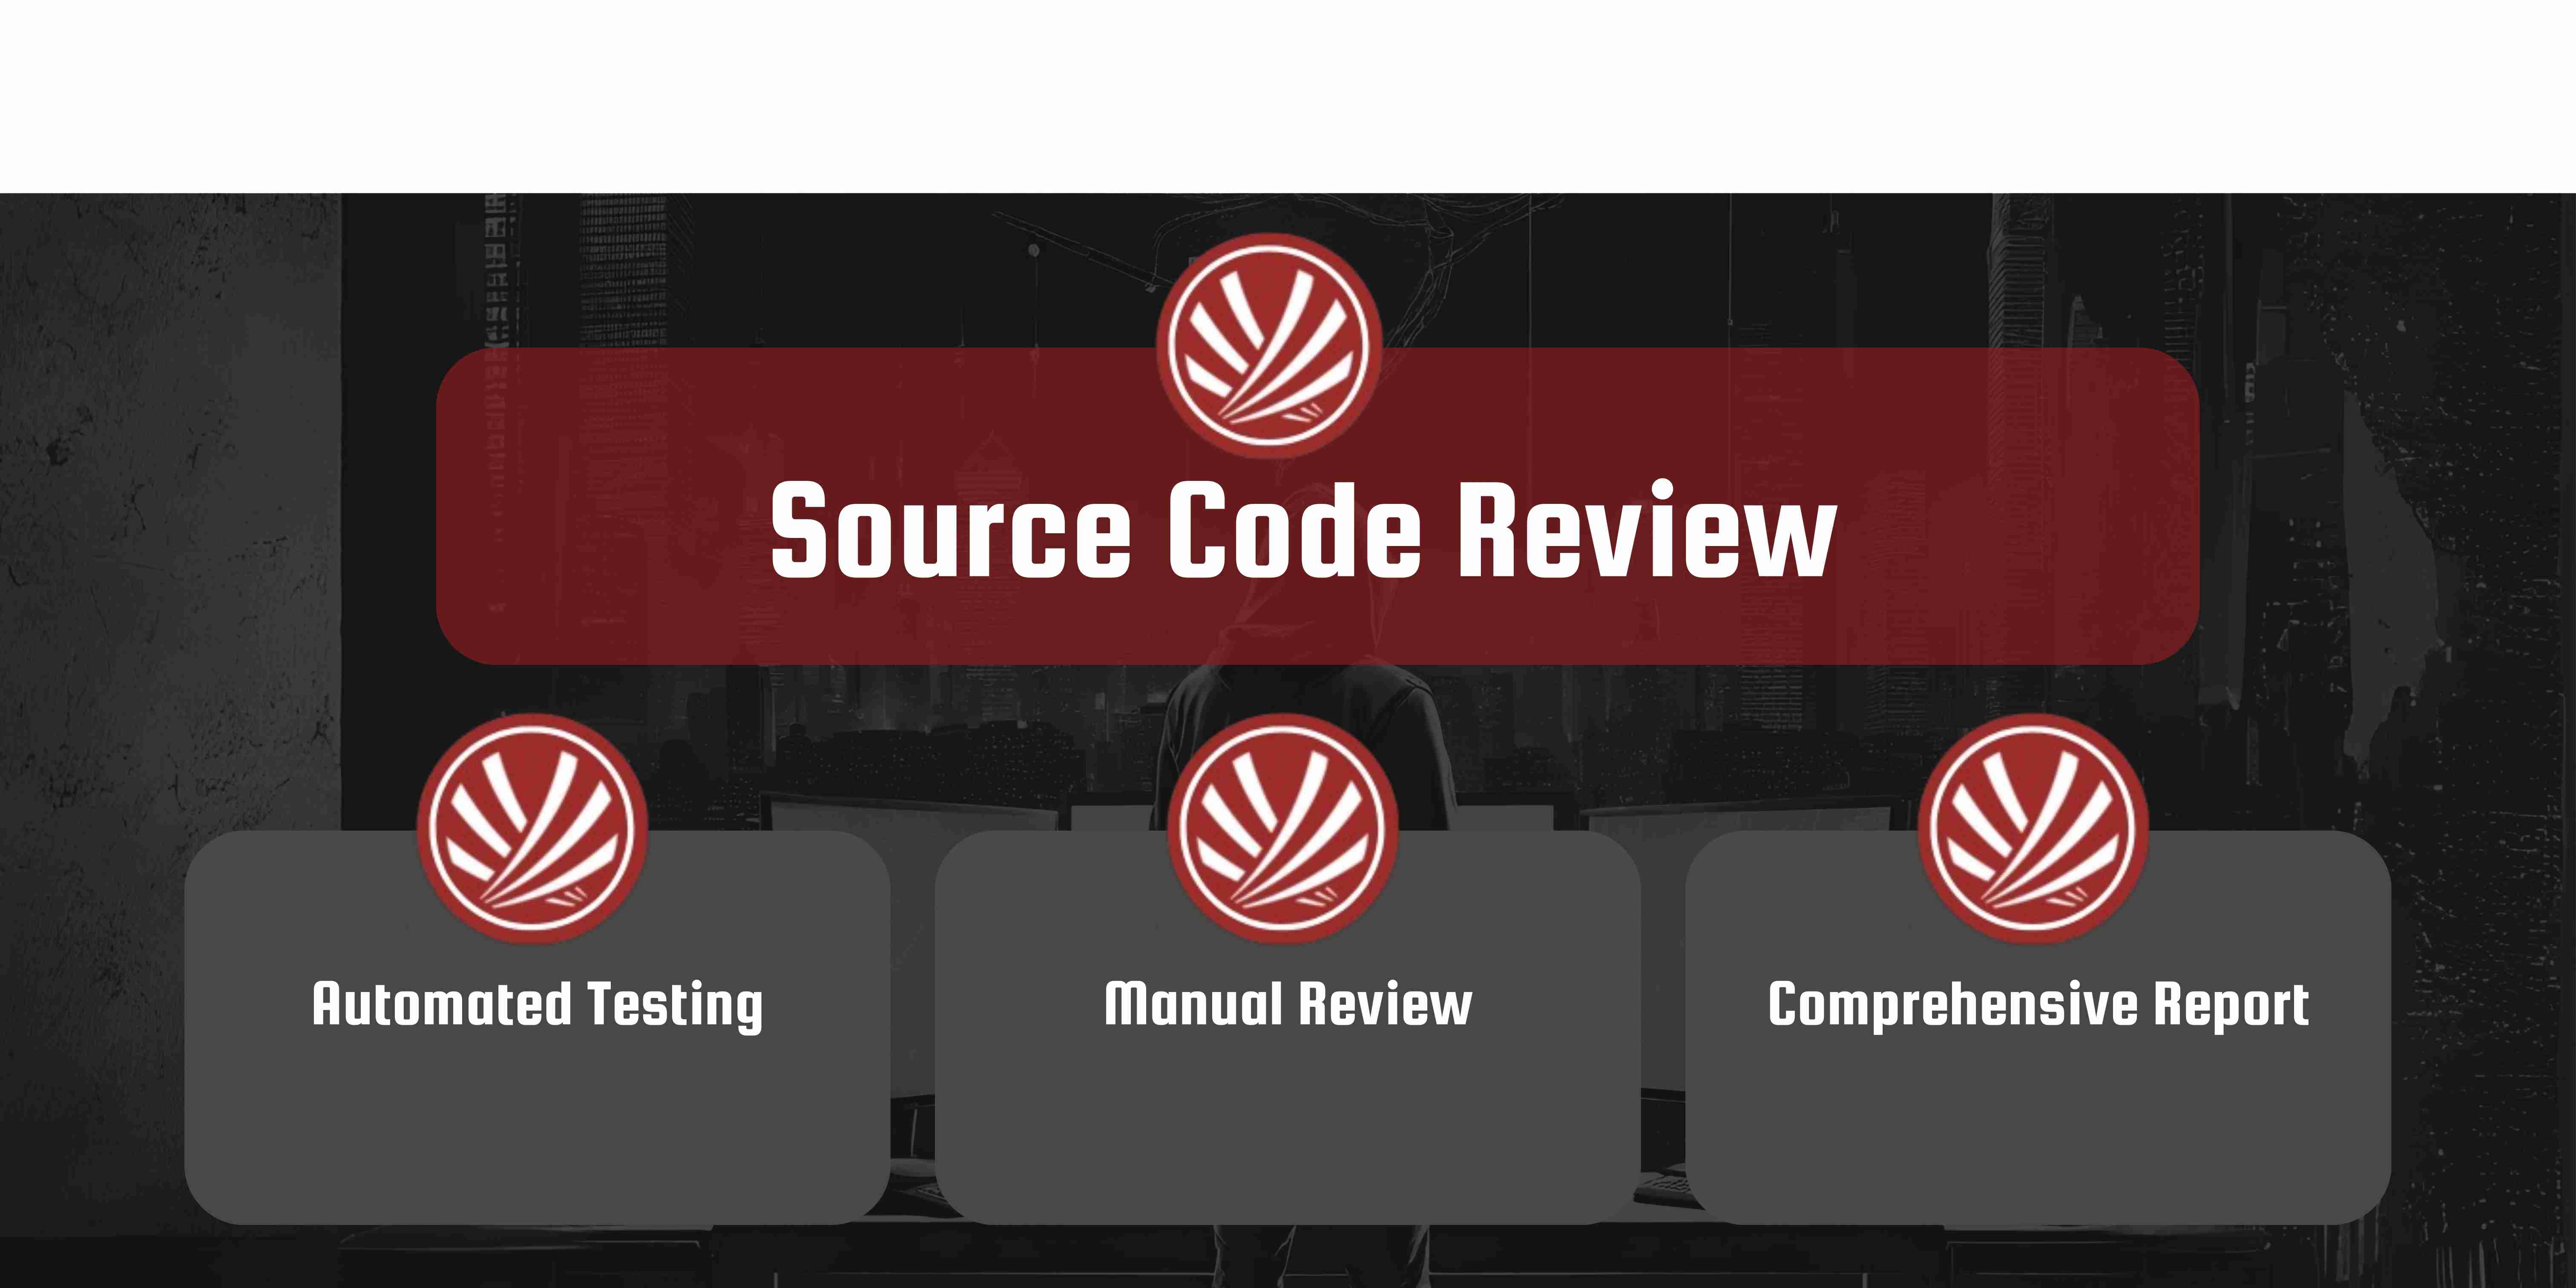 Source Code Review
Automated Testing
Manual Review
Comprehensive Report